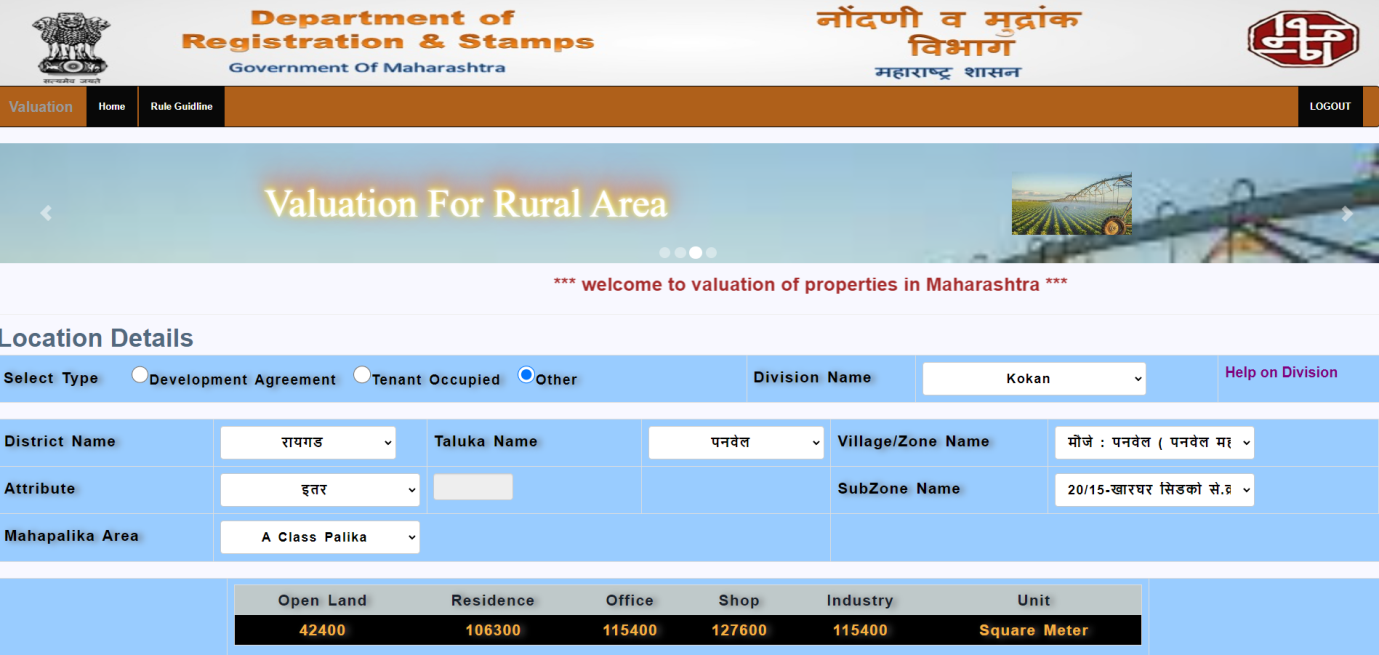 Department of
Registration & Stamps
Government Of Maharashtra
नोंदणी व मुद्रांक
विभाग
महाराष्ट्र शासन
सत्यमेव जयते
Valuation Home Rule Guidline LOGOUT
Valuation For Rural Area
*** welcome to valuation of properties in Maharashtra ***
Location Details
Select Type Development Agreement Tenant Occupied Other Division Name Kokan Help on Division
District Name रायगड Taluka Name पनवेल Village/Zone Name मौजे : पनवेल ( पनवेल मह
Attribute इतर SubZone Name 20/15-खारघर सिडको से.क्र
Mahapalika Area A Class Palika
Open Land Residence Office Shop Industry Unit
42400 106300 115400 127600 115400 Square Meter